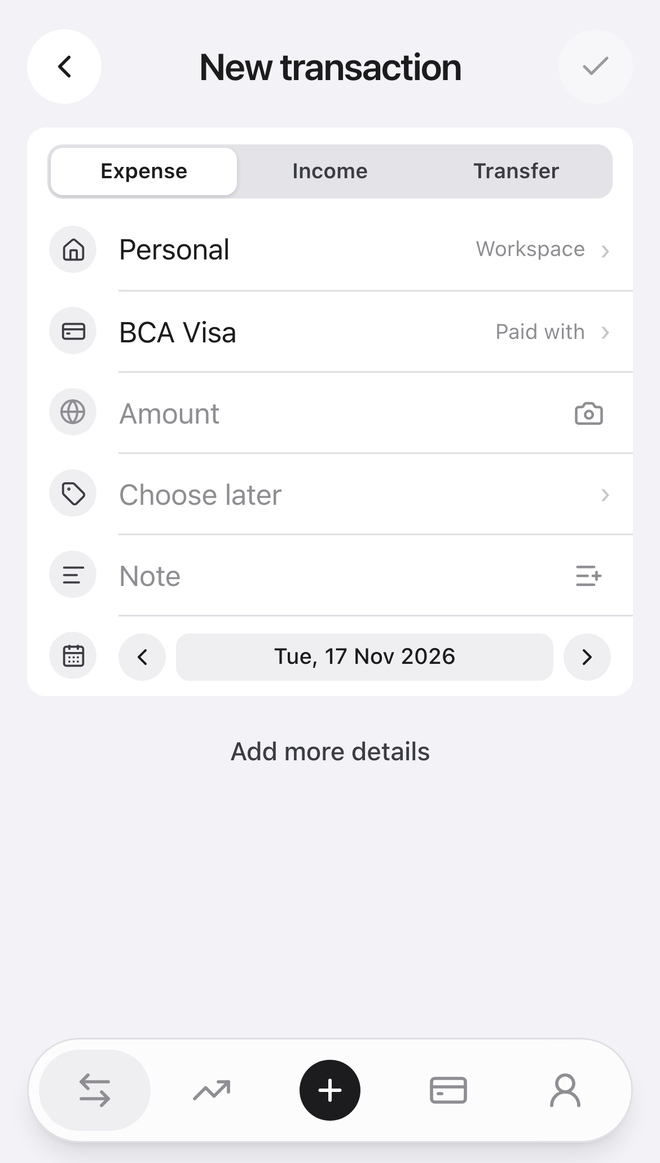 New transaction
Expense Income Transfer
Personal Workspace
BCA Visa Paid with
Amount
Choose later
Note
Tue, 17 Nov 2026
Add more details